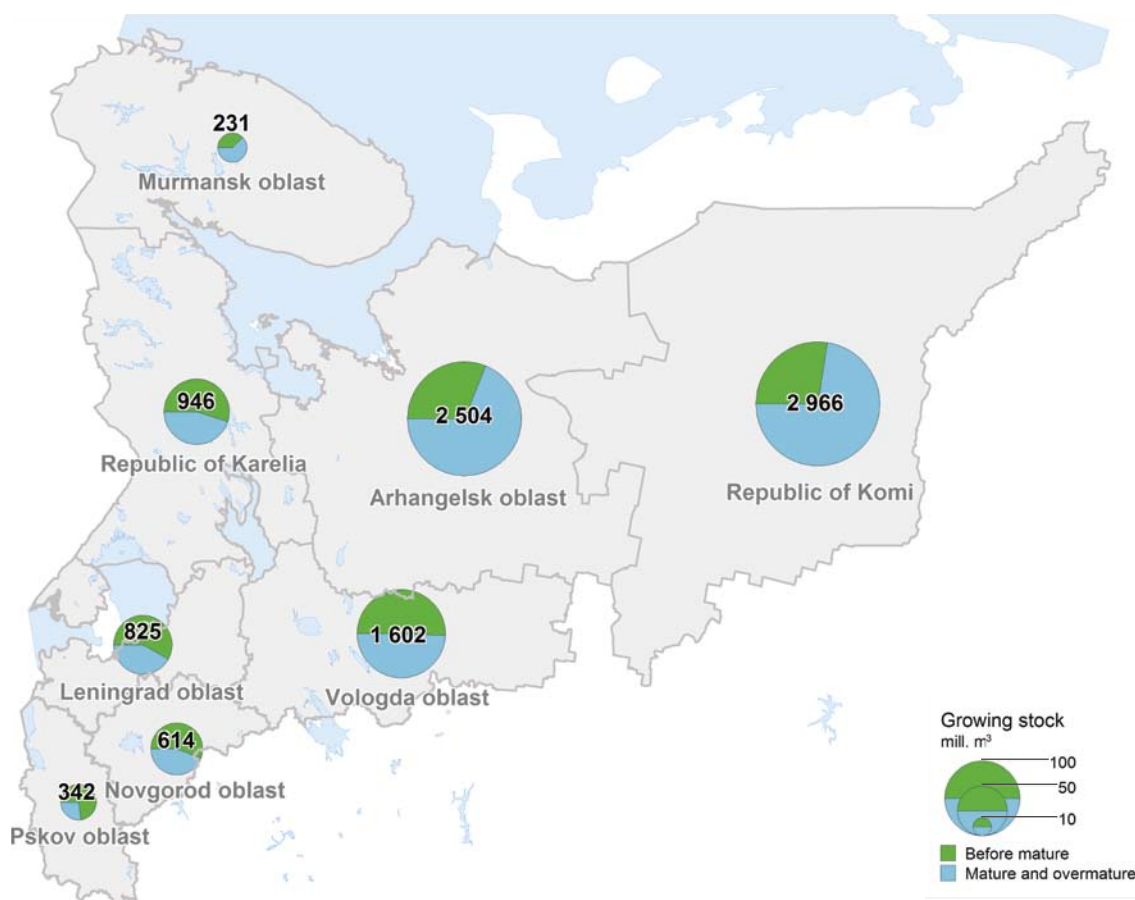 231
Murmansk oblast
946
Republic of Karelia
2 504
Arhangelsk oblast
2 966
Republic of Komi
825
Leningrad oblast
1 602
Vologda oblast
614
Novgorod oblast
342
Pskov oblast
Growing stock
mill. m³
100
50
10
Before mature
Mature and overmature